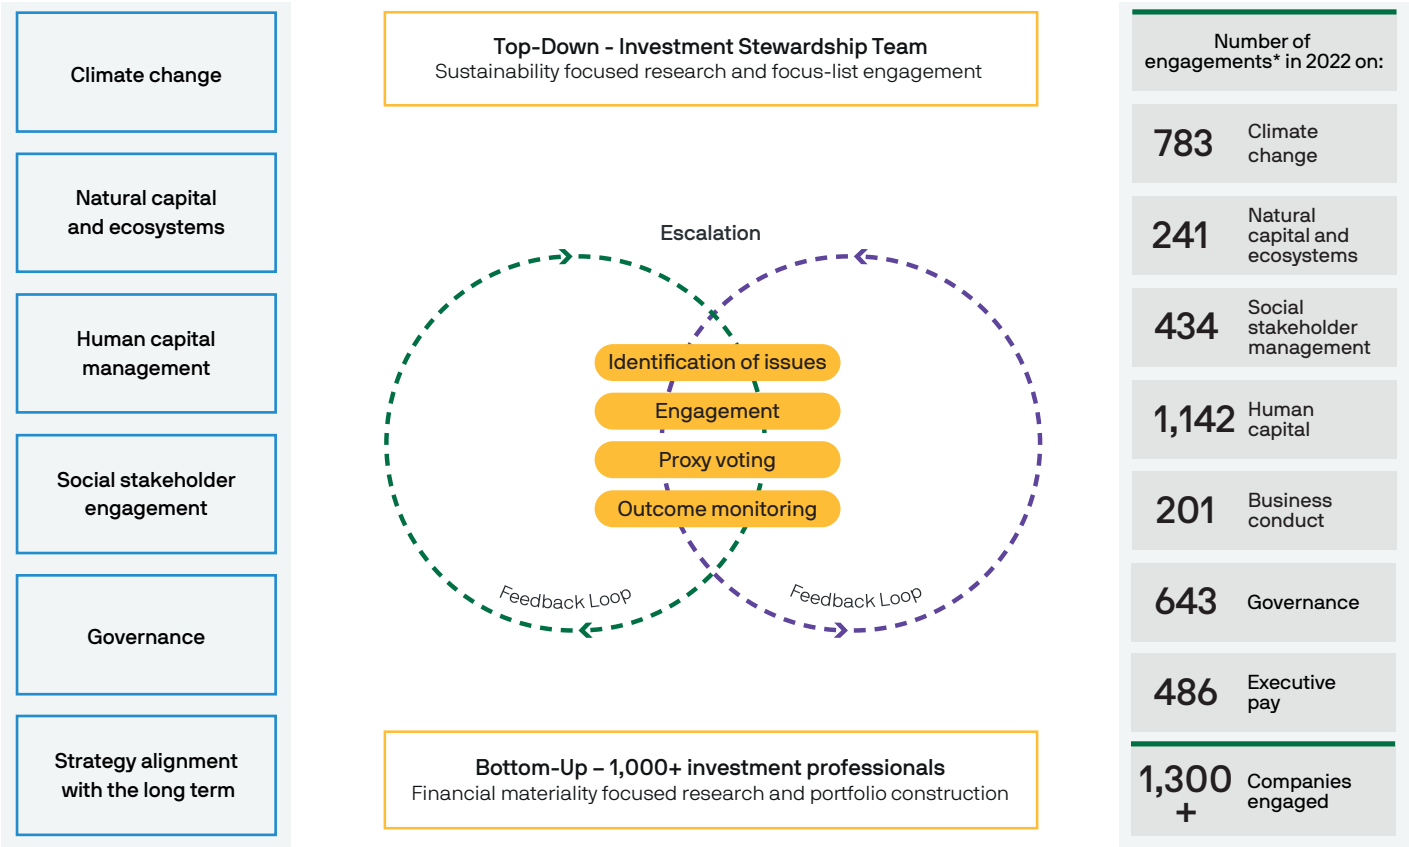 Climate change
Natural capital
and ecosystems
Human capital
management
Social stakeholder
engagement
Governance
Strategy alignment
with the long term
Top-Down - Investment Stewardship Team
Sustainability focused research and focus-list engagement
Escalation
Identification of issues
Engagement
Proxy voting
Outcome monitoring
Feedback Loop
Feedback Loop
Bottom-Up – 1,000+ investment professionals
Financial materiality focused research and portfolio construction
Number of
engagements* in 2022 on:
783
Climate
change
241
Natural
capital and
ecosystems
434
Social
stakeholder
management
1,142
Human
capital
201
Business
conduct
643
Governance
486
Executive
pay
1,300
+
Companies
engaged